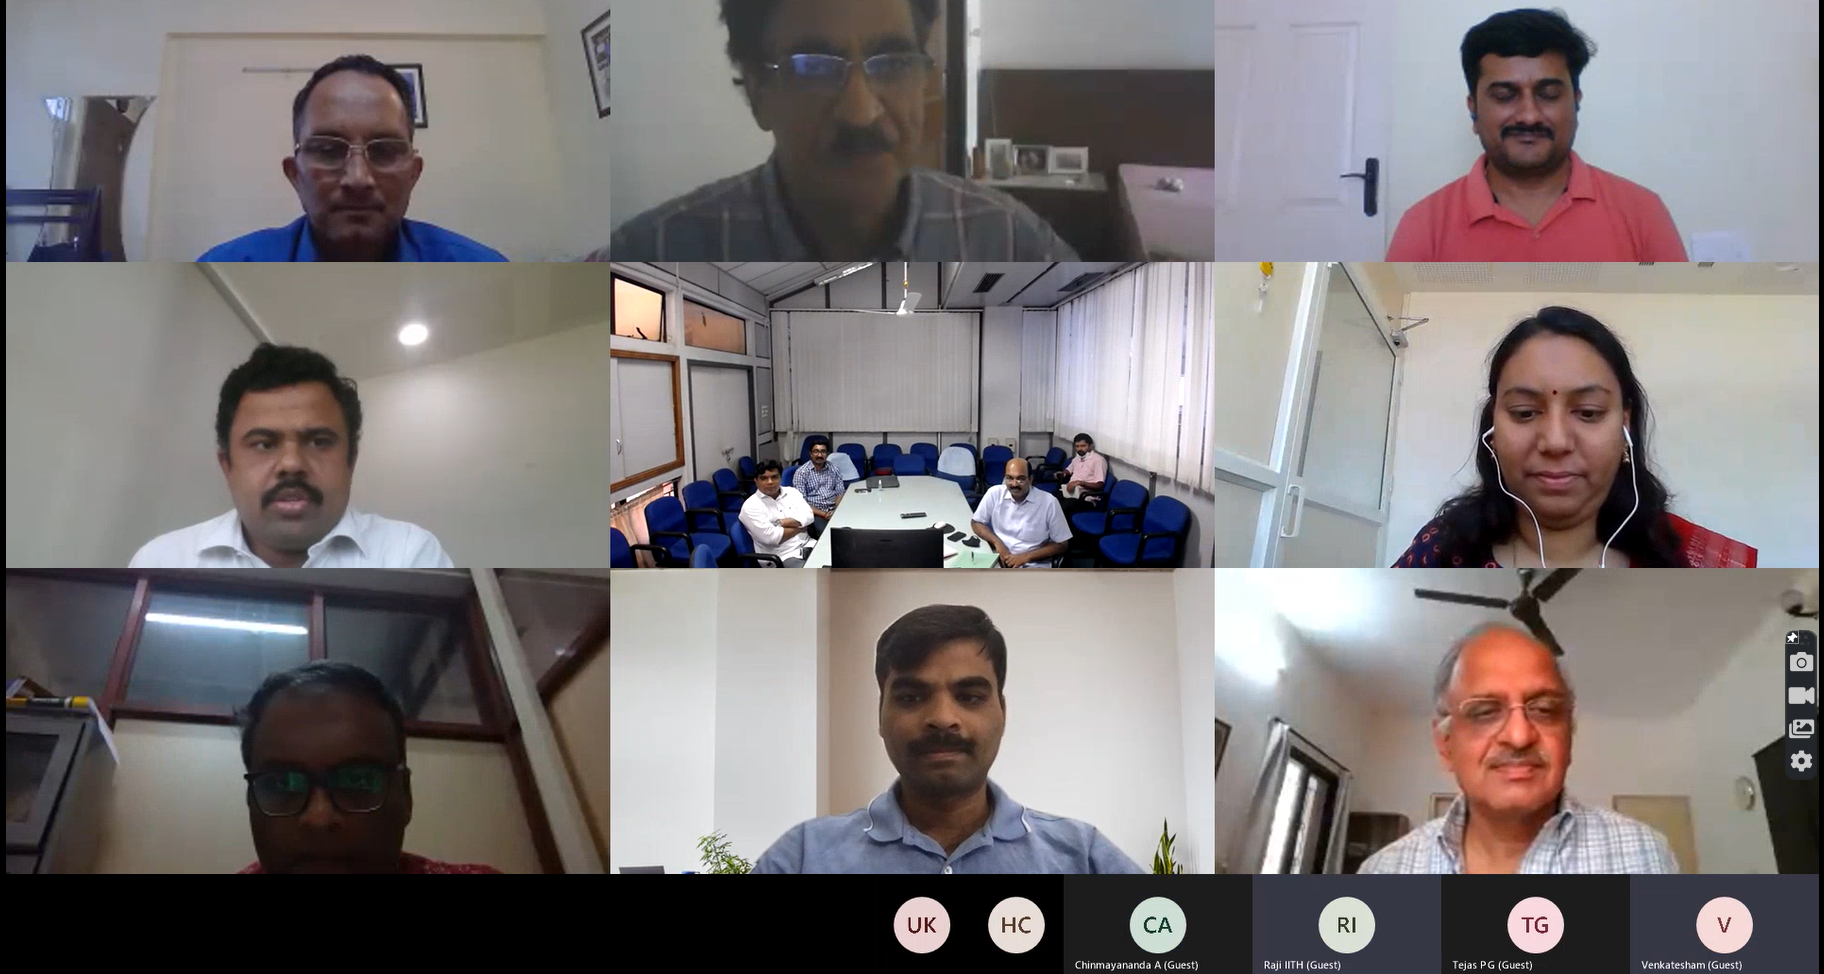 UK
HC
CA
RI
TG
V
Chinmayananda A (Guest)
Raji IITH (Guest)
Tejas P G (Guest)
Venkatesham (Guest)